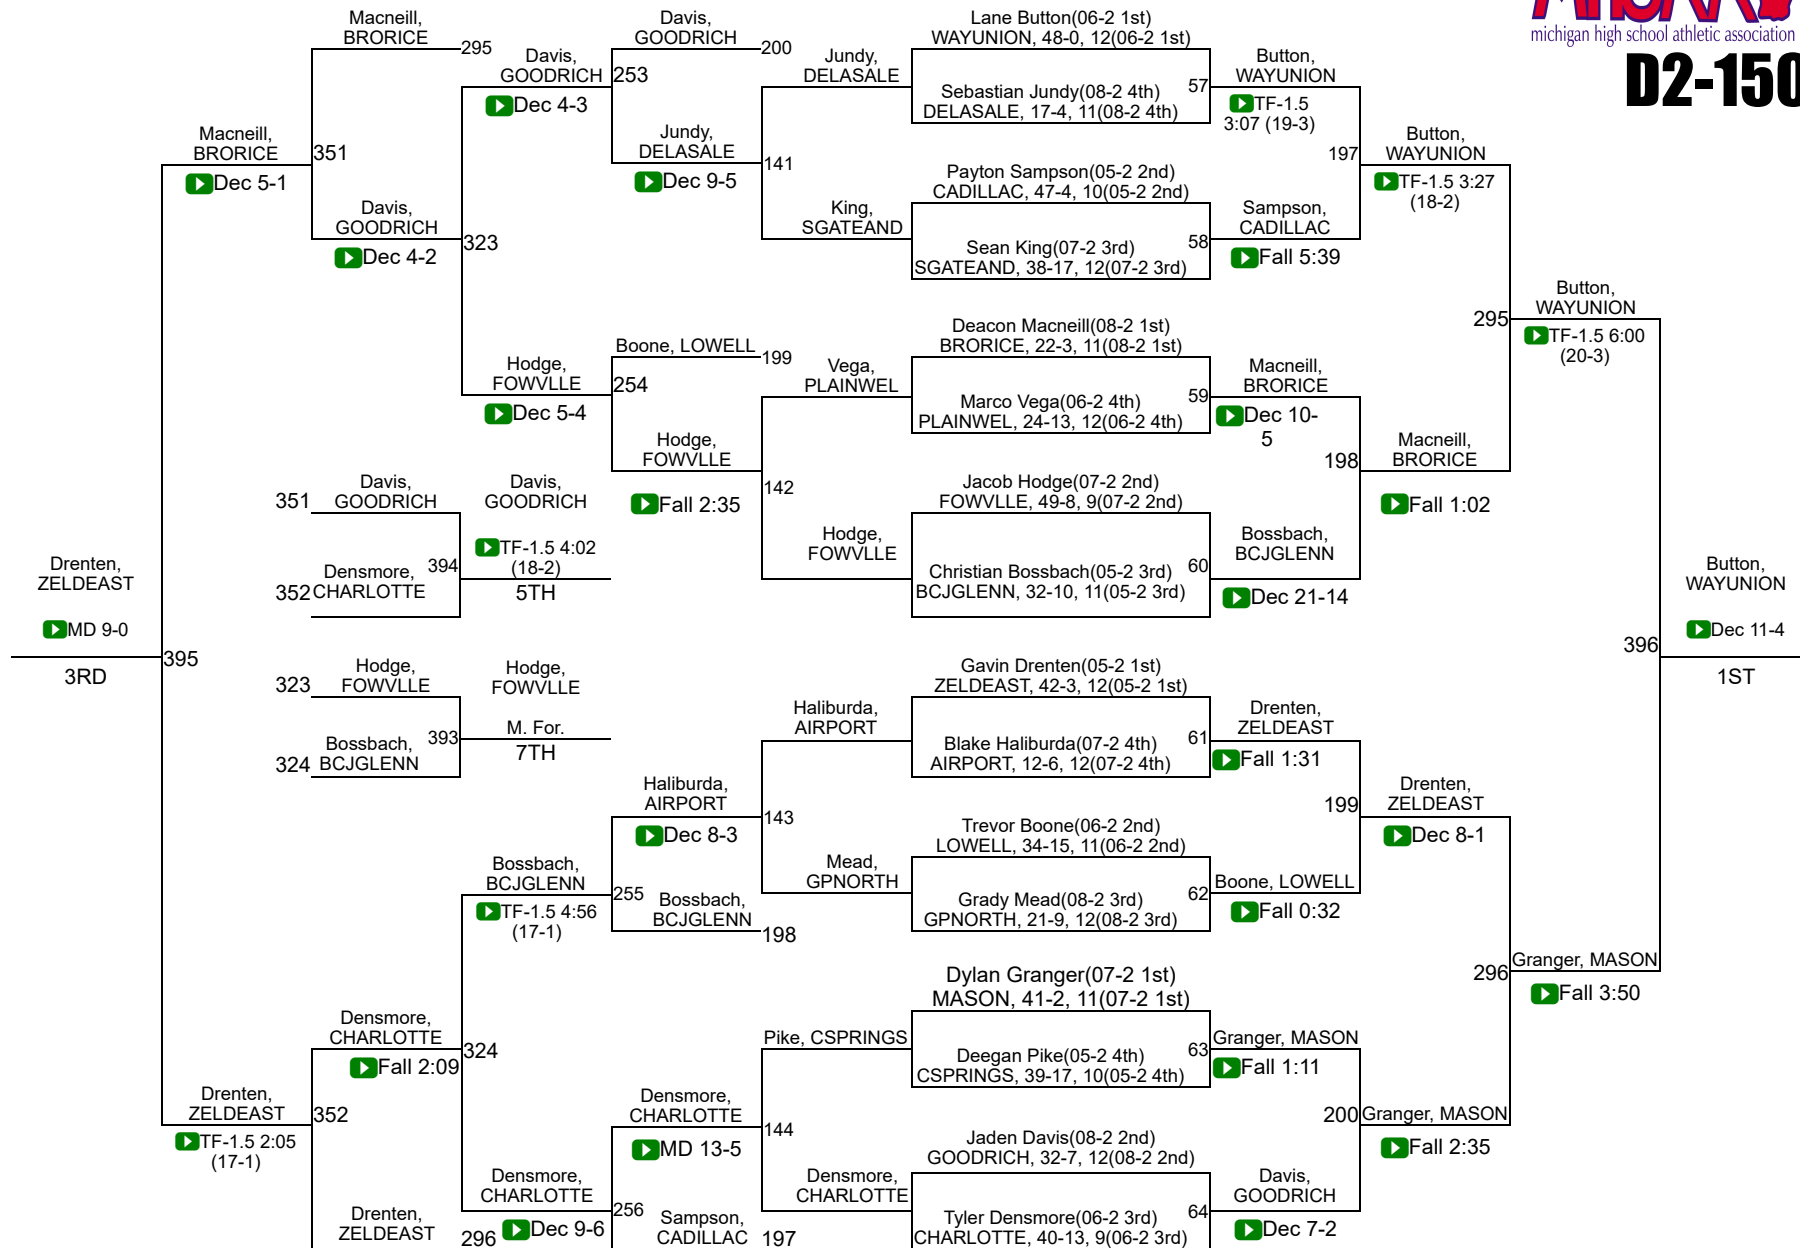 michigan high school athletic association
D2-150
Macneill,
BRORICE
295
351
Macneill,
BRORICE
Dec 5-1
Davis,
GOODRICH
Dec 4-2
Davis,
GOODRICH
Dec 4-3
323
Hodge,
FOWVLLE
Dec 5-4
Davis,
GOODRICH
200
253
Jundy,
DELASALE
Dec 9-5
Boone, LOWELL
199
254
Hodge,
FOWVLLE
Fall 2:35
Jundy,
DELASALE
141
King,
SGATEAND
Vega,
PLAINWEL
142
Hodge,
FOWVLLE
Lane Button(06-2 1st)
WAYUNION, 48-0, 12(06-2 1st)
Sebastian Jundy(08-2 4th)
DELASALE, 17-4, 11(08-2 4th)
57
Payton Sampson(05-2 2nd)
CADILLAC, 47-4, 10(05-2 2nd)
Sean King(07-2 3rd)
SGATEAND, 38-17, 12(07-2 3rd)
58
Deacon Macneill(08-2 1st)
BRORICE, 22-3, 11(08-2 1st)
Marco Vega(06-2 4th)
PLAINWEL, 24-13, 12(06-2 4th)
59
Jacob Hodge(07-2 2nd)
FOWVLLE, 49-8, 9(07-2 2nd)
Christian Bossbach(05-2 3rd)
BCJGLENN, 32-10, 11(05-2 3rd)
60
Button,
WAYUNION
TF-1.5
3:07 (19-3)
197
Sampson,
CADILLAC
Fall 5:39
Macneill,
BRORICE
Dec 10-
5
198
Bossbach,
BCJGLENN
Dec 21-14
Button,
WAYUNION
TF-1.5 3:27
(18-2)
295
Macneill,
BRORICE
Fall 1:02
Button,
WAYUNION
TF-1.5 6:00
(20-3)
351
Davis,
GOODRICH
394
352
Densmore,
CHARLOTTE
Davis,
GOODRICH
TF-1.5 4:02
(18-2)
5TH
323
Hodge,
FOWVLLE
393
324
Bossbach,
BCJGLENN
Hodge,
FOWVLLE
M. For.
7TH
Drenten,
ZELDEAST
MD 9-0
395
3RD
396
Button,
WAYUNION
Dec 11-4
1ST
Gavin Drenten(05-2 1st)
ZELDEAST, 42-3, 12(05-2 1st)
Blake Haliburda(07-2 4th)
AIRPORT, 12-6, 12(07-2 4th)
61
Trevor Boone(06-2 2nd)
LOWELL, 34-15, 11(06-2 2nd)
Grady Mead(08-2 3rd)
GPNORTH, 21-9, 12(08-2 3rd)
62
Dylan Granger(07-2 1st)
MASON, 41-2, 11(07-2 1st)
Deegan Pike(05-2 4th)
CSPRINGS, 39-17, 10(05-2 4th)
63
Jaden Davis(08-2 2nd)
GOODRICH, 32-7, 12(08-2 2nd)
Tyler Densmore(06-2 3rd)
CHARLOTTE, 40-13, 9(06-2 3rd)
64
Haliburda,
AIRPORT
143
Mead,
GPNORTH
Pike, CSPRINGS
144
Densmore,
CHARLOTTE
Haliburda,
AIRPORT
Dec 8-3
255
Bossbach,
BCJGLENN
198
Densmore,
CHARLOTTE
MD 13-5
256
Sampson,
CADILLAC
197
Bossbach,
BCJGLENN
TF-1.5 4:56
(17-1)
324
Densmore,
CHARLOTTE
Dec 9-6
Densmore,
CHARLOTTE
Fall 2:09
352
Drenten,
ZELDEAST
296
Drenten,
ZELDEAST
TF-1.5 2:05
(17-1)
Drenten,
ZELDEAST
Fall 1:31
199
Boone, LOWELL
Fall 0:32
Granger, MASON
Fall 1:11
200
Davis,
GOODRICH
Dec 7-2
Drenten,
ZELDEAST
Dec 8-1
296
Granger, MASON
Fall 2:35
Granger, MASON
Fall 3:50